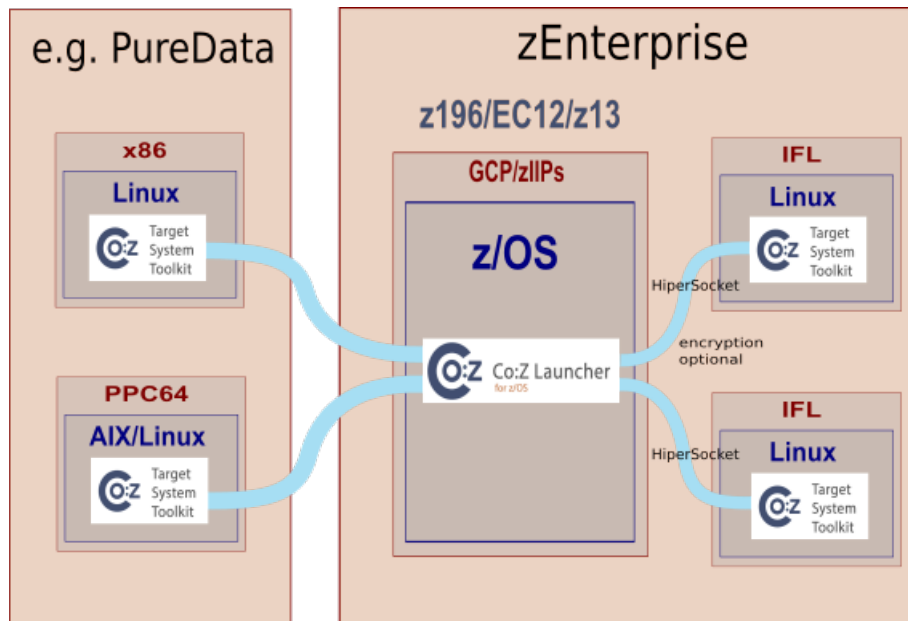 e.g. PureData
x86
Linux
Co:Z
Target
System
Toolkit
PPC64
AIX/Linux
Co:Z
Target
System
Toolkit
zEnterprise
z196/EC12/z13
GCP/zIIPs
z/OS
Co:Z Co:Z Launcher
for z/OS
HiperSocket
encryption
optional
HiperSocket
IFL
Linux
Co:Z
Target
System
Toolkit
IFL
Linux
Co:Z
Target
System
Toolkit